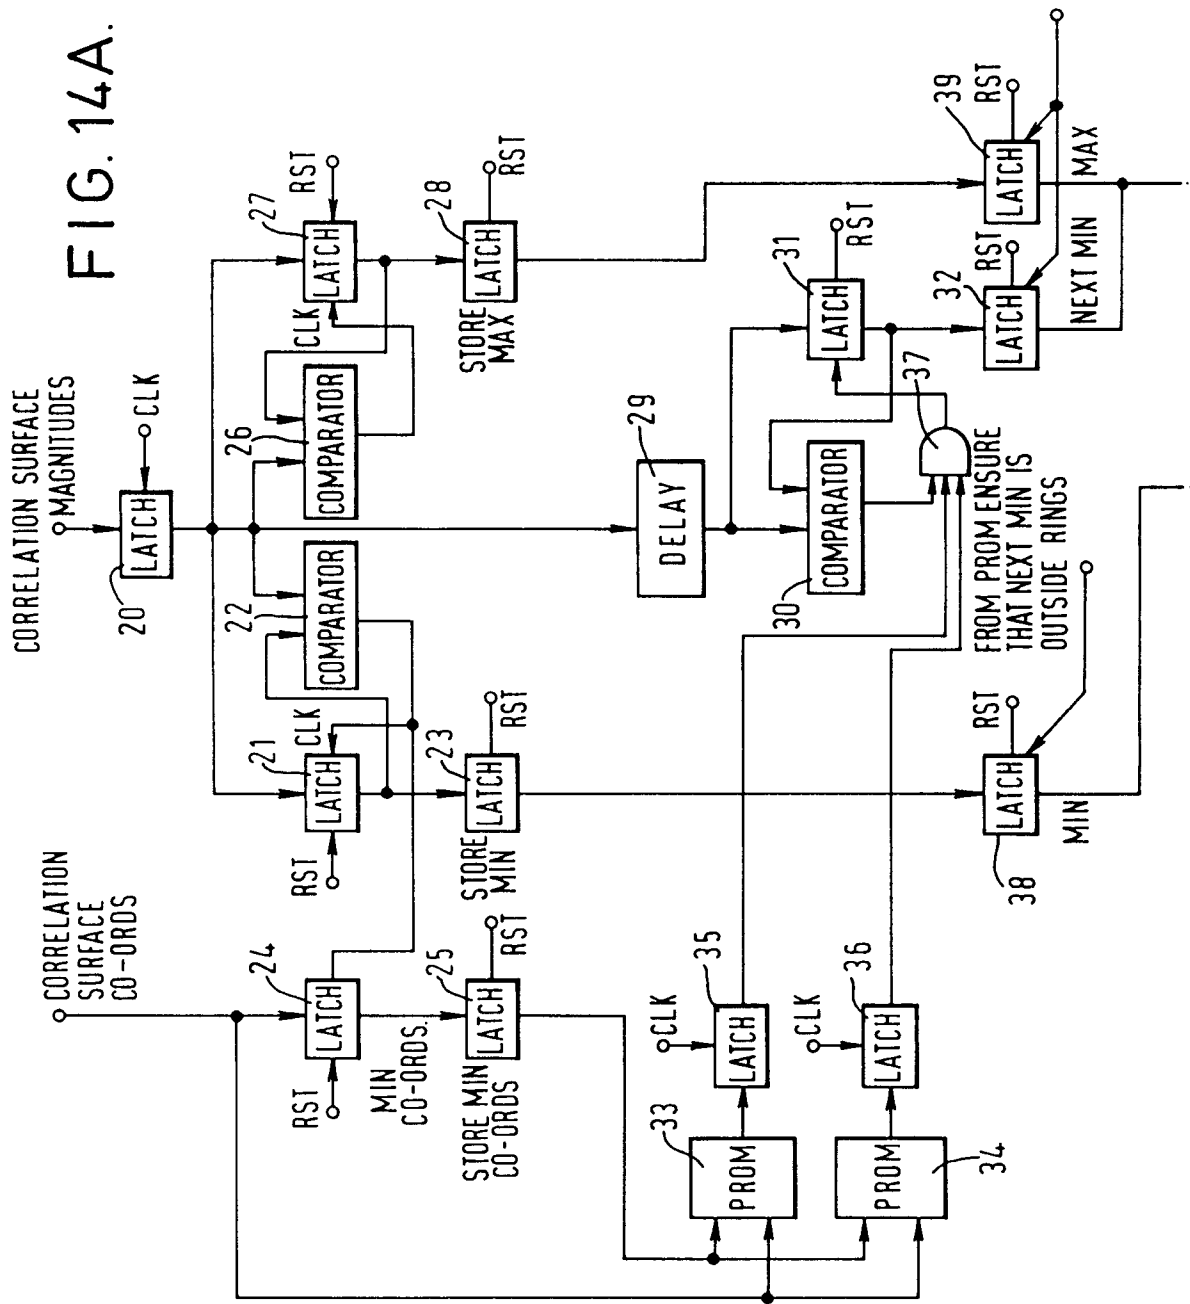 FIG. 14A.
CORRELATION SURFACE
MAGNITUDES
CLK
LATCH
20
CORRELATION
SURFACE
CO-ORDS
24
LATCH
RST
MIN
CO-ORDS.
21
LATCH
CLK
RST
22
COMPARATOR
26
COMPARATOR
27
LATCH
CLK
RST
STORE MIN
CO-ORDS
25
LATCH
RST
STORE
MIN
23
LATCH
RST
STORE
MAX
28
LATCH
RST
29
DELAY
33
PROM
35
LATCH
CLK
30
COMPARATOR
31
LATCH
RST
34
PROM
36
LATCH
CLK
37
FROM PROM ENSURE
THAT NEXT MIN IS
OUTSIDE RINGS
38
LATCH
RST
MIN
32
LATCH
RST
NEXT MIN
39
LATCH
RST
MAX